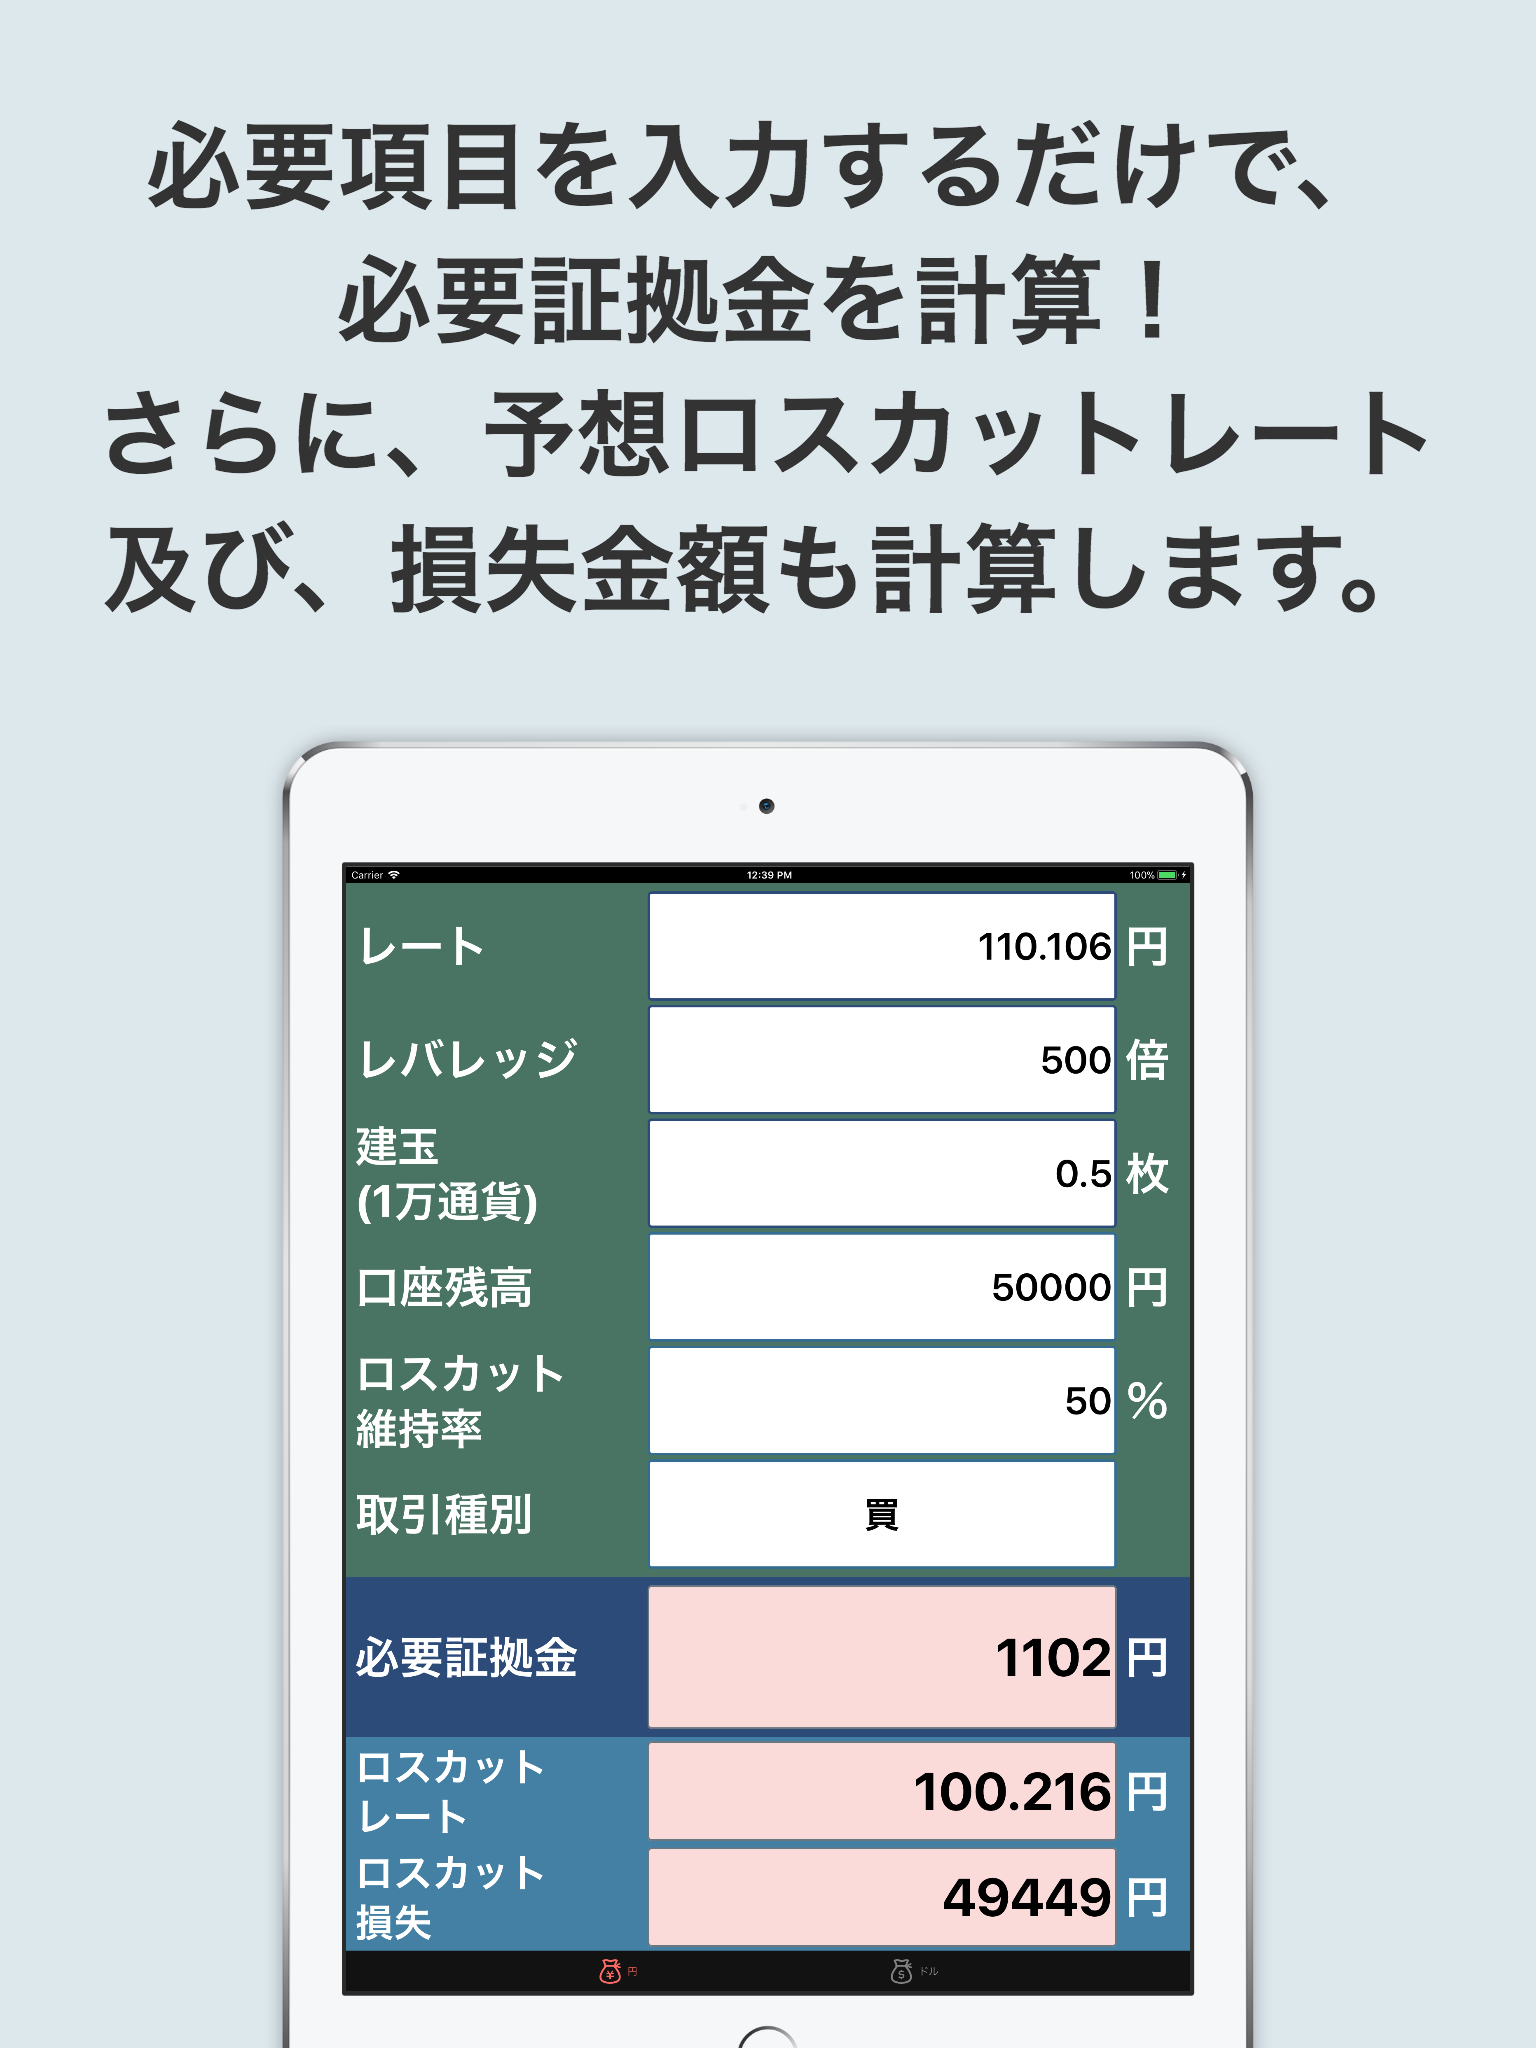 必要項目を入力するだけで、
必要証拠金を計算！
さらに、予想ロスカットレート
及び、損失金額も計算します。
Carrier 12:39 PM 100%
レート 110.106 円
レバレッジ 500 倍
建玉
(1万通貨) 0.5 枚
口座残高 50000 円
ロスカット
維持率 50 %
取引種別 買
必要証拠金 1102 円
ロスカット
レート 100.216 円
ロスカット
損失 49449 円
円 ドル